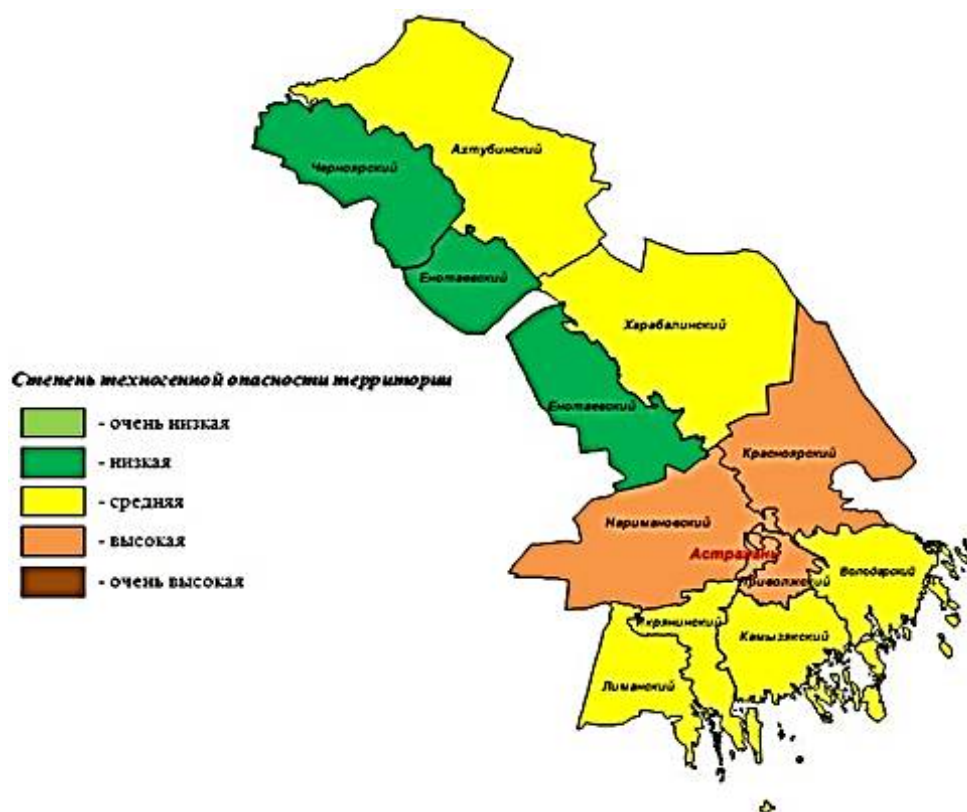 Ахтубинский
Черноярский
Енотаевский
Харабалинский
Степень техногенной опасности территории
- очень низкая
- низкая
- средняя
- высокая
- очень высокая
Енотаевский
Красноярский
Наримановский
Астрахань
Приволжский
Володарский
Икрянинский
Камызякский
Лиманский